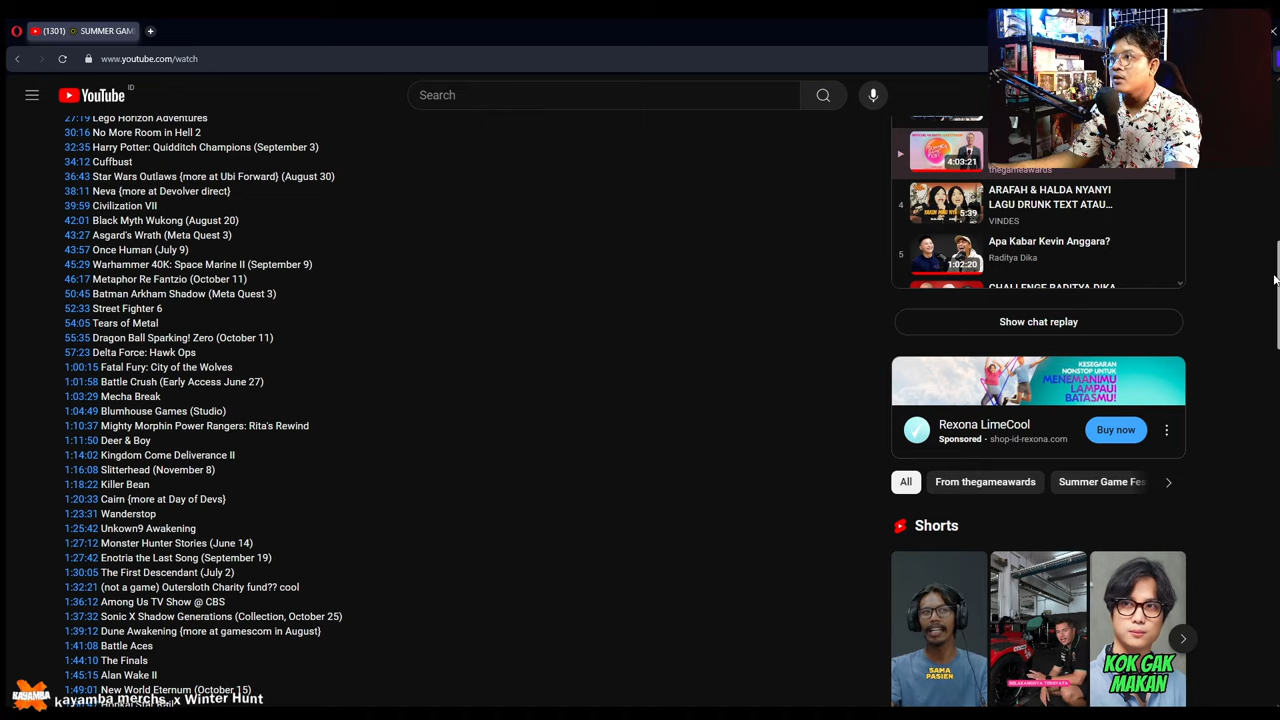 (1301)
SUMMER GAM
www.youtube.com/watch
YouTube ID
Search
27:19 Lego Horizon Adventures
30:16 No More Room in Hell 2
32:35 Harry Potter: Quidditch Champions (September 3)
34:12 Cuffbust
36:43 Star Wars Outlaws {more at Ubi Forward} (August 30)
38:11 Neva {more at Devolver direct}
39:59 Civilization VII
42:01 Black Myth Wukong (August 20)
43:27 Asgard's Wrath (Meta Quest 3)
43:57 Once Human (July 9)
45:29 Warhammer 40K: Space Marine II (September 9)
46:17 Metaphor Re Fantzio (October 11)
50:45 Batman Arkham Shadow (Meta Quest 3)
52:33 Street Fighter 6
54:05 Tears of Metal
55:35 Dragon Ball Sparking! Zero (October 11)
57:23 Delta Force: Hawk Ops
1:00:15 Fatal Fury: City of the Wolves
1:01:58 Battle Crush (Early Access June 27)
1:03:29 Mecha Break
1:04:49 Blumhouse Games (Studio)
1:10:37 Mighty Morphin Power Rangers: Rita's Rewind
1:11:50 Deer & Boy
1:14:02 Kingdom Come Deliverance II
1:16:08 Slitterhead (November 8)
1:18:22 Killer Bean
1:20:33 Cairn {more at Day of Devs}
1:23:31 Wanderstop
1:25:42 Unkown9 Awakening
1:27:12 Monster Hunter Stories (June 14)
1:27:42 Enotria the Last Song (September 19)
1:30:05 The First Descendant (July 2)
1:32:21 (not a game) Outersloth Charity fund?? cool
1:36:12 Among Us TV Show @ CBS
1:37:32 Sonic X Shadow Generations (Collection, October 25)
1:39:12 Dune Awakening {more at gamescom in August}
1:41:08 Battle Aces
1:44:10 The Finals
1:45:15 Alan Wake II
1:49:01 New World Eternum (October 15)
KAYAMBA
x Winter Hunt
4:03:21
thegameawards
4
5:39
ARAFAH & HALDA NYANYI
LAGU DRUNK TEXT ATAU...
VINDES
5
1:02:20
Apa Kabar Kevin Anggara?
Raditya Dika
CHALLENGE RADITYA DIKA
Show chat replay
KESEGARAN
NONSTOP UNTUK
MENEMANIMU
LAMPAUI
BATASMU!
Rexona LimeCool
Sponsored · shop-id-rexona.com
Buy now
All
From thegameawards
Summer Game Fes
Shorts
SAMA
PASIEN
KOK GAK
MAKAN